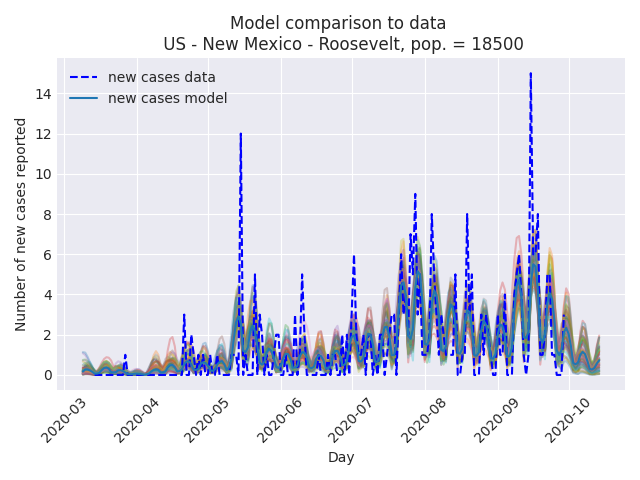 Model comparison to data
US - New Mexico - Roosevelt, pop. = 18500
new cases data
new cases model
Number of new cases reported
14
12
10
8
6
4
2
0
2020-03
2020-04
2020-05
2020-06
2020-07
2020-08
2020-09
2020-10
Day